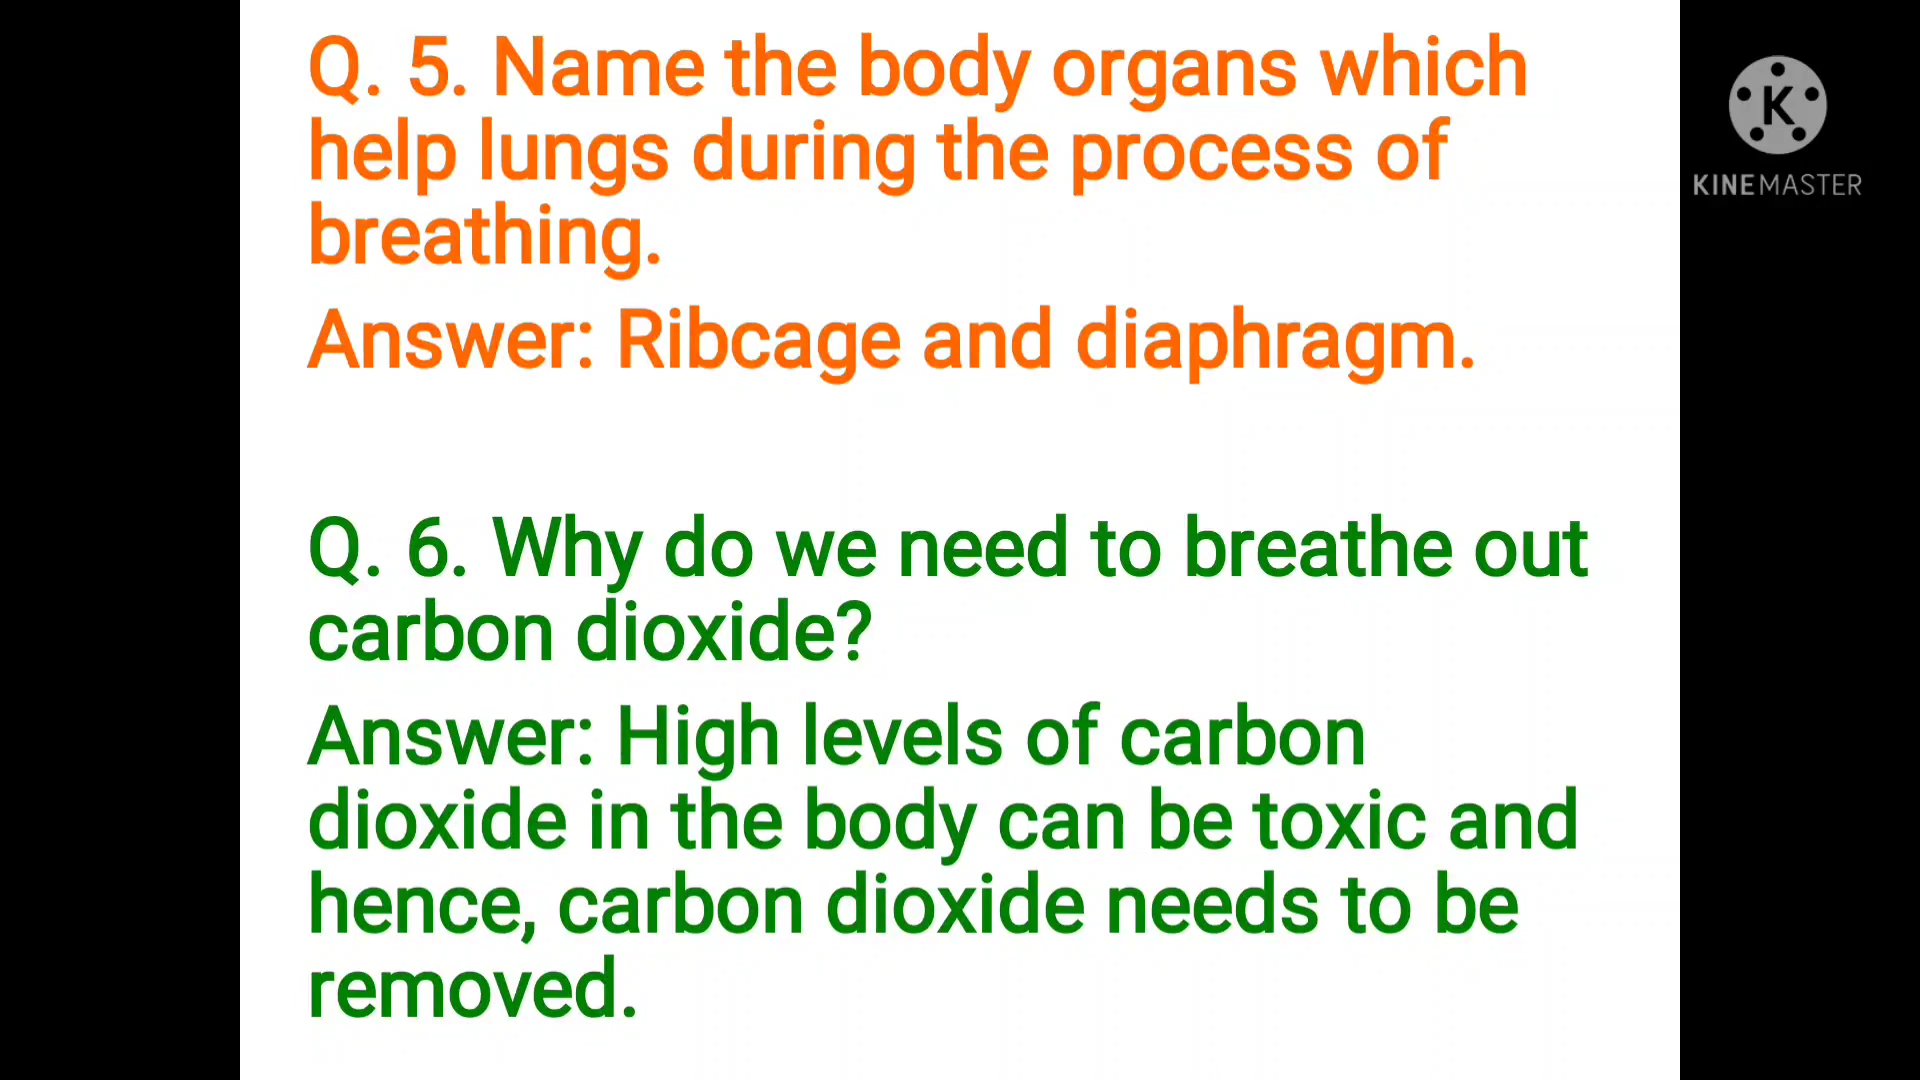 Q. 5. Name the body organs which
help lungs during the process of
breathing.
Answer: Ribcage and diaphragm.
Q. 6. Why do we need to breathe out
carbon dioxide?
Answer: High levels of carbon
dioxide in the body can be toxic and
hence, carbon dioxide needs to be
removed.
K
KINEMASTER